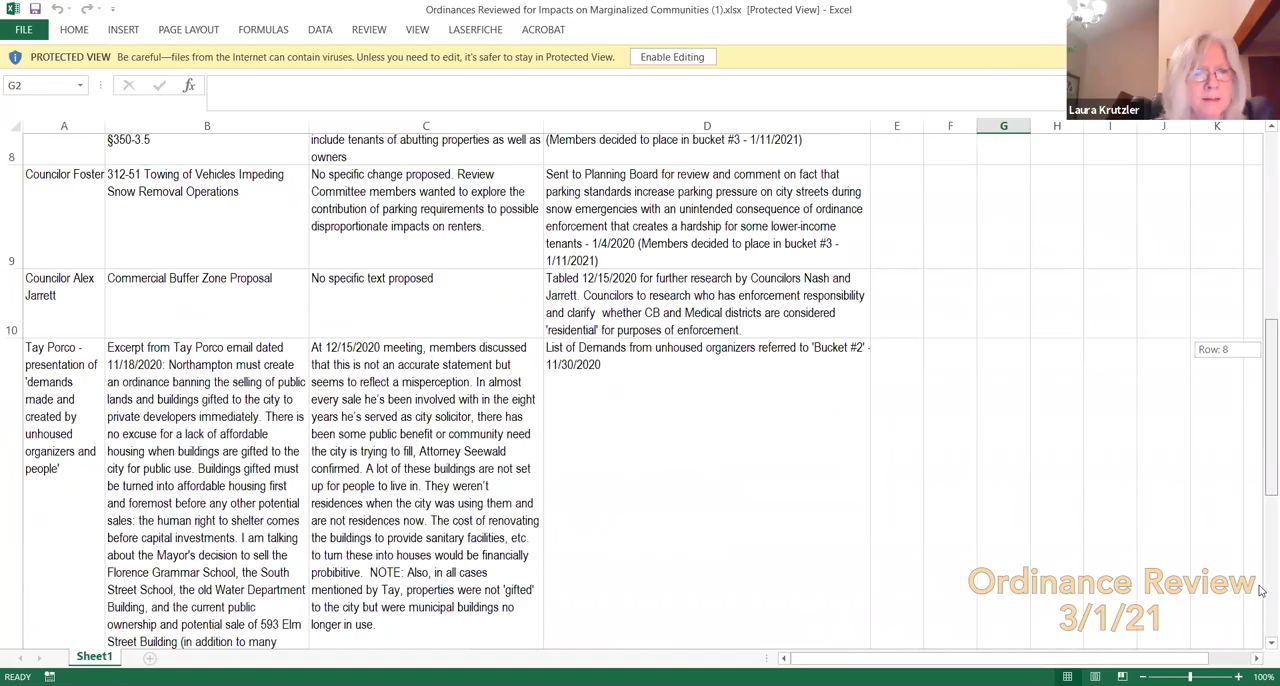 Ordinances Reviewed for Impacts on Marginalized Communities (1).xlsx [Protected View] - Excel
FILE HOME INSERT PAGE LAYOUT FORMULAS DATA REVIEW VIEW LASERFICHE ACROBAT
PROTECTED VIEW Be careful—files from the Internet can contain viruses. Unless you need to edit, it's safer to stay in Protected View. Enable Editing
G2
fx
Laura Krutzler
A B C D E F G H I J K
8
§350-3.5
include tenants of abutting properties as well as
owners
(Members decided to place in bucket #3 - 1/11/2021)
9
Councilor Foster
312-51 Towing of Vehicles Impeding
Snow Removal Operations
No specific change proposed. Review
Committee members wanted to explore the
contribution of parking requirements to possible
disproportionate impacts on renters.
Sent to Planning Board for review and comment on fact that
parking standards increase parking pressure on city streets during
snow emergencies with an unintended consequence of ordinance
enforcement that creates a hardship for some lower-income
tenants - 1/4/2020 (Members decided to place in bucket #3 -
1/11/2021)
10
Councilor Alex
Jarrett
Commercial Buffer Zone Proposal
No specific text proposed
Tabled 12/15/2020 for further research by Councilors Nash and
Jarrett. Councilors to research who has enforcement responsibility
and clarify whether CB and Medical districts are considered
'residential' for purposes of enforcement.
Tay Porco -
presentation of
'demands
made and
created by
unhoused
organizers and
people'
Excerpt from Tay Porco email dated
11/18/2020: Northampton must create
an ordinance banning the selling of public
lands and buildings gifted to the city to
private developers immediately. There is
no excuse for a lack of affordable
housing when buildings are gifted to the
city for public use. Buildings gifted must
be turned into affordable housing first
and foremost before any other potential
sales: the human right to shelter comes
before capital investments. I am talking
about the Mayor's decision to sell the
Florence Grammar School, the South
Street School, the old Water Department
Building, and the current public
ownership and potential sale of 593 Elm
Street Building (in addition to many
At 12/15/2020 meeting, members discussed
that this is not an accurate statement but
seems to reflect a misperception. In almost
every sale he's been involved with in the eight
years he's served as city solicitor, there has
been some public benefit or community need
the city is trying to fill, Attorney Seewald
confirmed. A lot of these buildings are not set
up for people to live in. They weren't
residences when the city was using them and
are not residences now. The cost of renovating
the buildings to provide sanitary facilities, etc.
to turn these into houses would be financially
probibitive. NOTE: Also, in all cases
mentioned by Tay, properties were not 'gifted'
to the city but were municipal buildings no
longer in use.
List of Demands from unhoused organizers referred to 'Bucket #2' -
11/30/2020
Row: 8
Ordinance Review
3/1/21
Sheet1
READY
100%